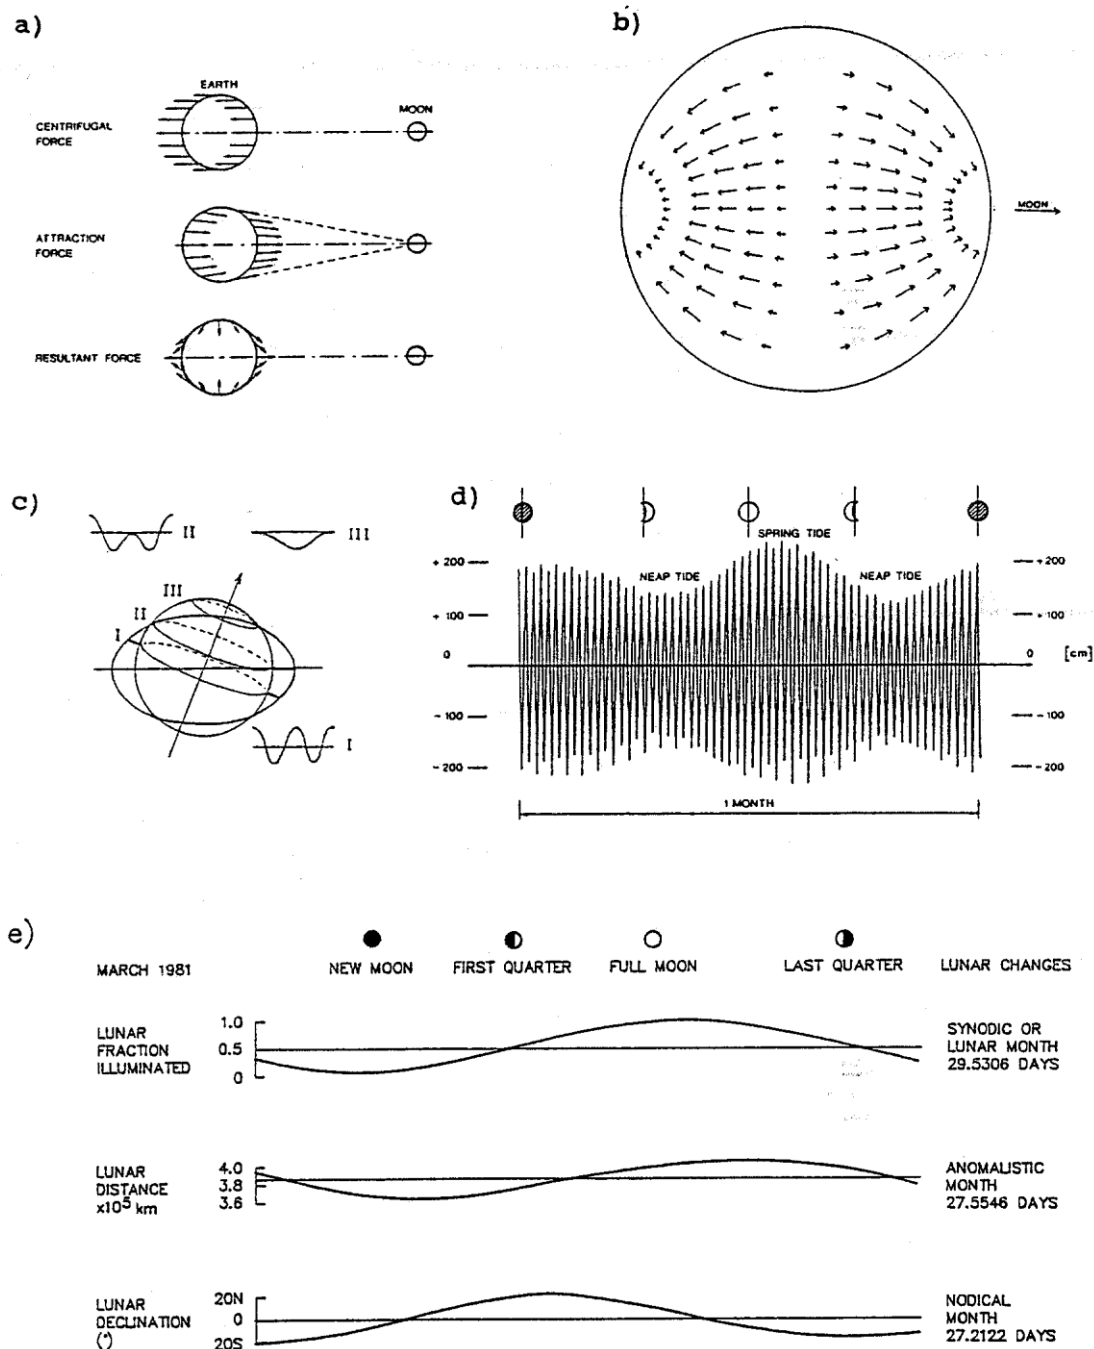 a)
EARTH
MOON
CENTRIFUGAL
FORCE
ATTRACTION
FORCE
RESULTANT FORCE
b)
MOON
c)
II
III
III
II
I
I
d)
SPRING TIDE
NEAP TIDE
NEAP TIDE
+200
+100
0
-100
-200
+200
+100
0 [cm]
-100
-200
1 MONTH
e)
MARCH 1981
NEW MOON
FIRST QUARTER
FULL MOON
LAST QUARTER
LUNAR CHANGES
LUNAR
FRACTION
ILLUMINATED
1.0
0.5
0
SYNODIC OR
LUNAR MONTH
29.5306 DAYS
LUNAR
DISTANCE
x10⁵ km
4.0
3.8
3.6
ANOMALISTIC
MONTH
27.5546 DAYS
LUNAR
DECLINATION
(°)
20N
0
20S
NODICAL
MONTH
27.2122 DAYS